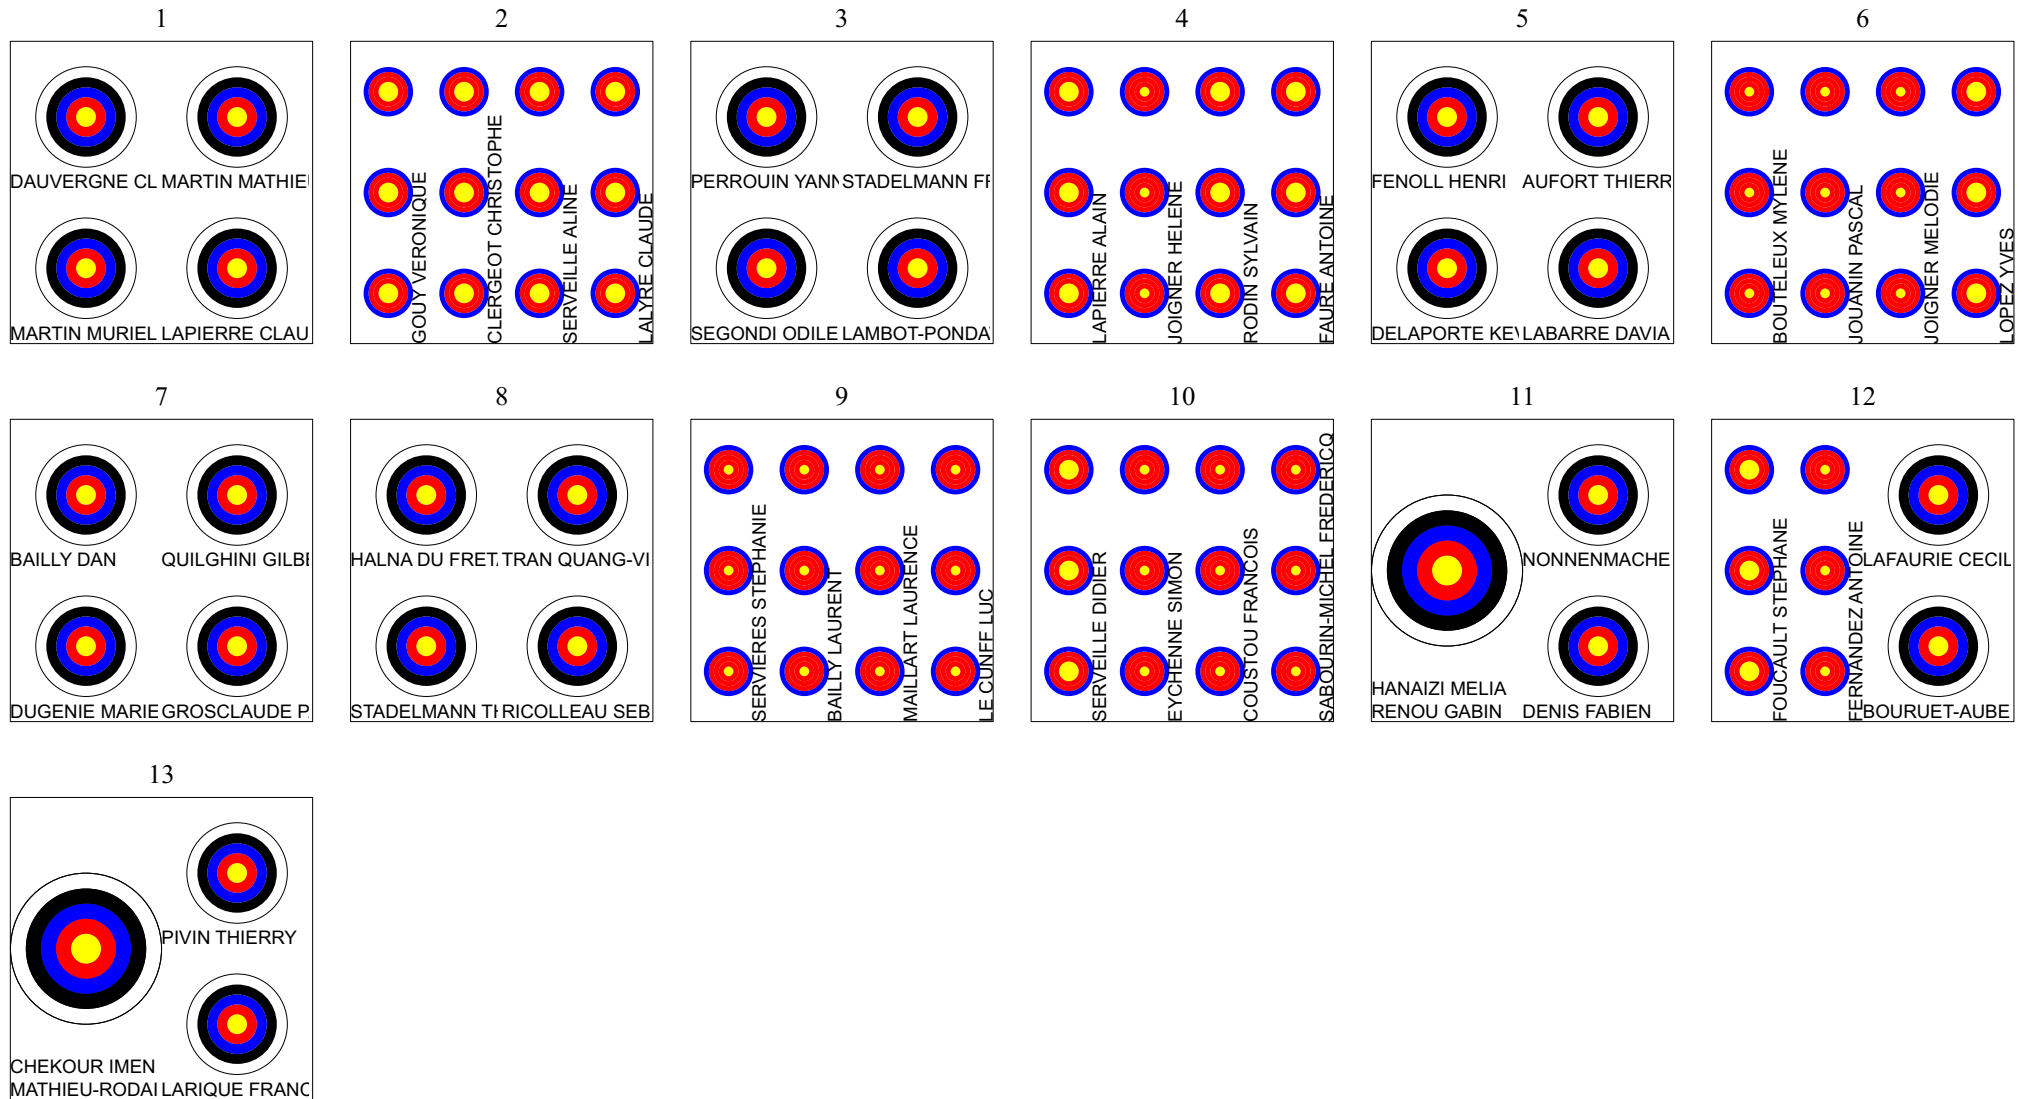 1
2
3
4
5
6
DAUVERGNE CL
MARTIN MATHIE
MARTIN MURIEL
LAPIERRE CLAU
GOUY VERONIQUE
CLERGEOT CHRISTOPHE
SERVEILLE ALINE
LALYRE CLAUDE
PERROUIN YANN
STADELMANN FR
SEGONDI ODILE
LAMBOT-PONDA
LAPIERRE ALAIN
JOIGNER HELENE
RODIN SYLVAIN
FAURE ANTOINE
FENOLL HENRI
AUFORT THIERR
DELAPORTE KEV
LABARRE DAVIA
BOUTELEUX MYLENE
JOUANIN PASCAL
JOIGNER MELODIE
LOPEZ YVES
7
8
9
10
11
12
BAILLY DAN
QUILGHINI GILBE
DUGENIE MARIE
GROSCLAUDE P
HALNA DU FRET
TRAN QUANG-VI
STADELMANN TH
RICOLLEAU SEB
SERVIERES STEPHANIE
BAILLY LAURENT
MAILLART LAURENCE
LE CUNFF LUC
SERVEILLE DIDIER
EYCHENNE SIMON
COUSTOU FRANCOIS
SABOURIN-MICHEL FREDERICQ
HANAIZI MELIA
RENOU GABIN
NONNENMACHE
DENIS FABIEN
FOUCAULT STEPHANE
FERNANDEZ ANTOINE
LAFAURIE CECIL
BOURUET-AUBE
13
CHEKOUR IMEN
MATHIEU-RODAI
PIVIN THIERRY
LARIQUE FRANC